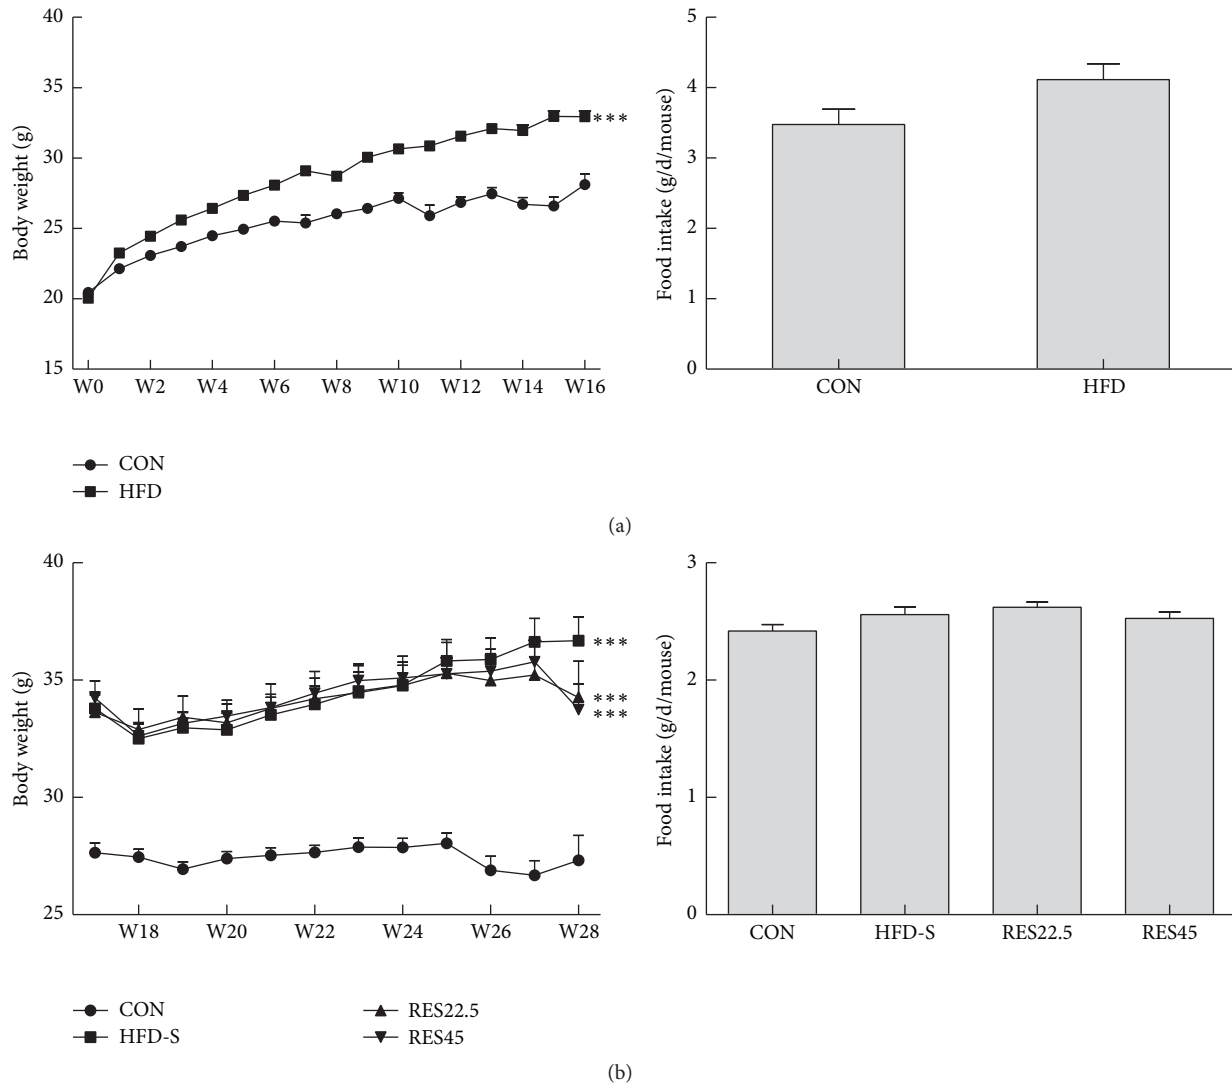 Body weight (g)
40
35
30
25
20
15
***
W0 W2 W4 W6 W8 W10 W12 W14 W16
CON
HFD
Food intake (g/d/mouse)
5
4
3
2
1
0
CON HFD
(a)
Body weight (g)
40
35
30
25
***
***
***
W18 W20 W22 W24 W26 W28
CON
HFD-S
RES22.5
RES45
Food intake (g/d/mouse)
3
2
1
0
CON HFD-S RES22.5 RES45
(b)